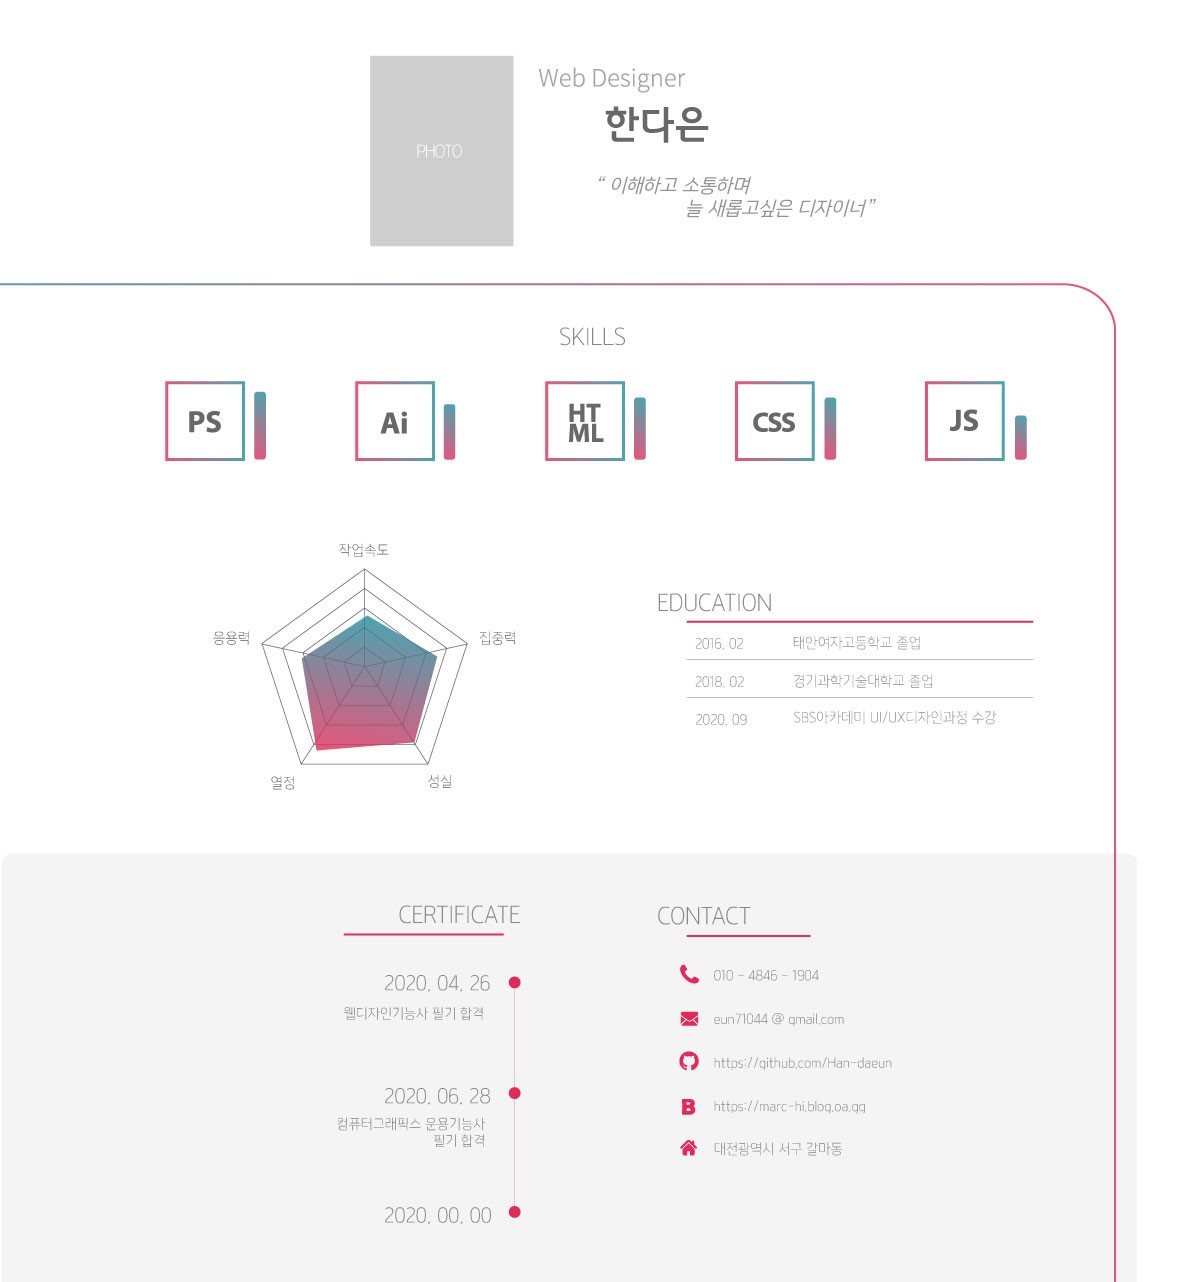 PHOTO
Web Designer
한다은
“ 이해하고 소통하며
늘 새롭고싶은 디자이너 ”
SKILLS
PS
Ai
HT
ML
CSS
JS
작업속도
응용력
집중력
열정
성실
EDUCATION
2016. 02 태안여자고등학교 졸업
2018. 02 경기과학기술대학교 졸업
2020. 09 SBS아카데미 UI/UX디자인과정 수강
CERTIFICATE
2020. 04. 26
웹디자인기능사 필기 합격
2020. 06. 28
컴퓨터그래픽스 운용기능사
필기 합격
2020. 00. 00
CONTACT
010 - 4846 - 1904
eun71044 @ gmail.com
https://github.com/Han-daeun
B https://marc-hi.blog.oa.gg
대전광역시 서구 갈마동